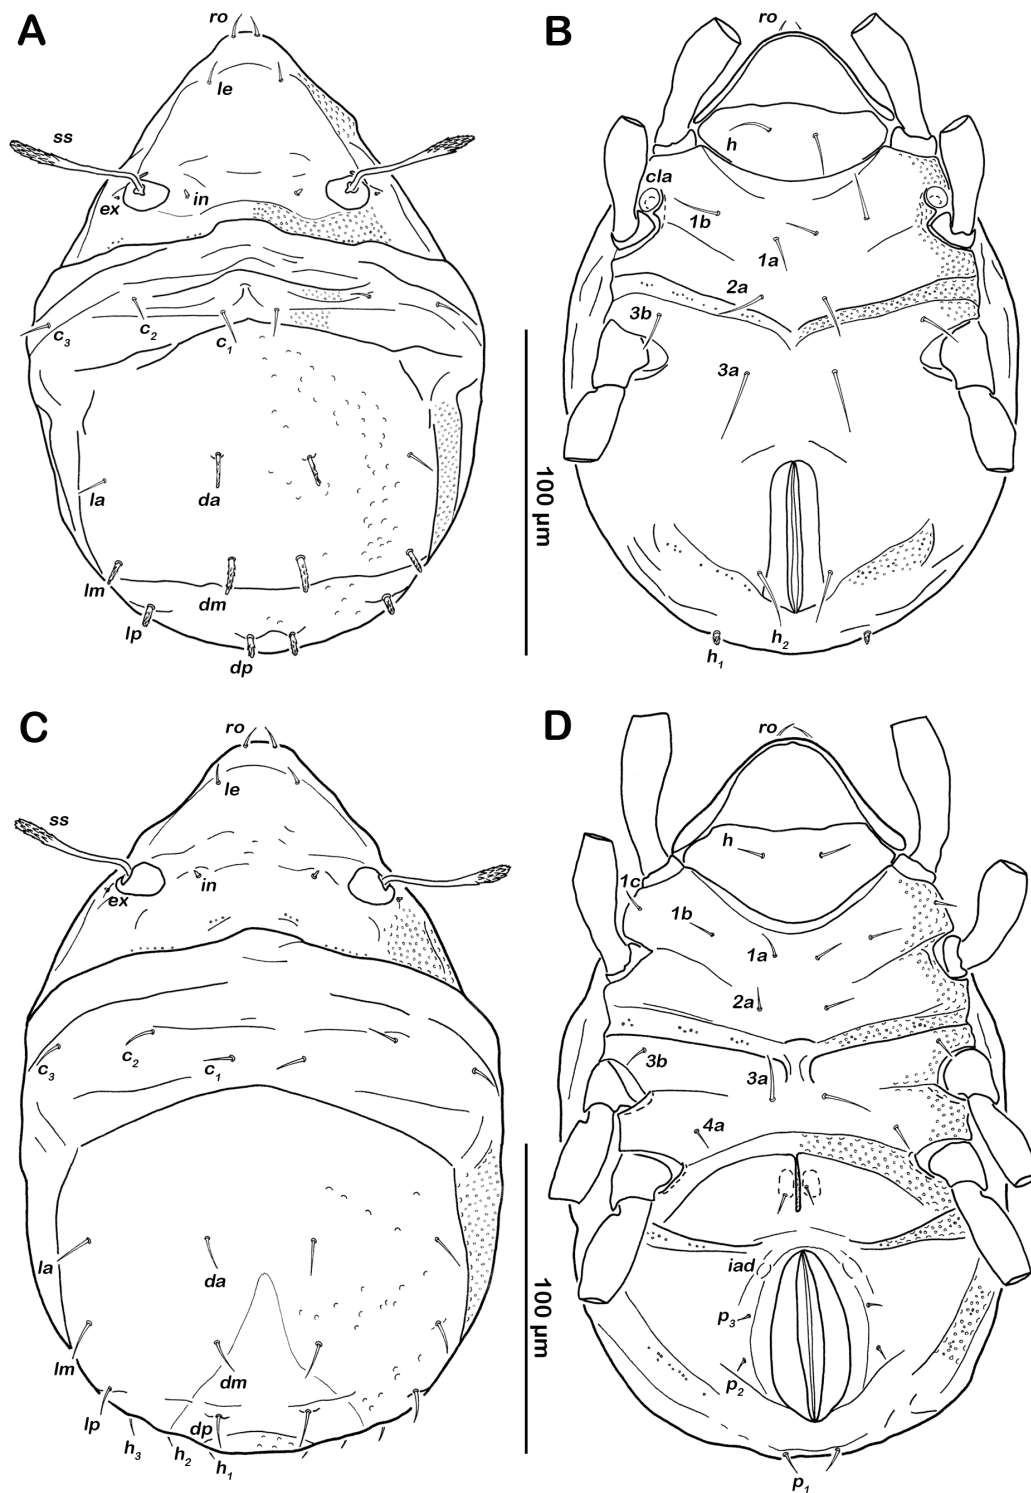 A
ro
le
ss
ex
in
c3
c2
c1
la
da
lm
dm
lp
dp
B
ro
h
cla
1b
1a
2a
3b
3a
h2
h1
100 µm
C
ro
le
ss
ex
in
c3
c2
c1
la
da
lm
dm
lp
dp
h3
h2
h1
D
ro
h
1c
1b
1a
2a
3b
3a
4a
iad
p3
p2
p1
100 µm